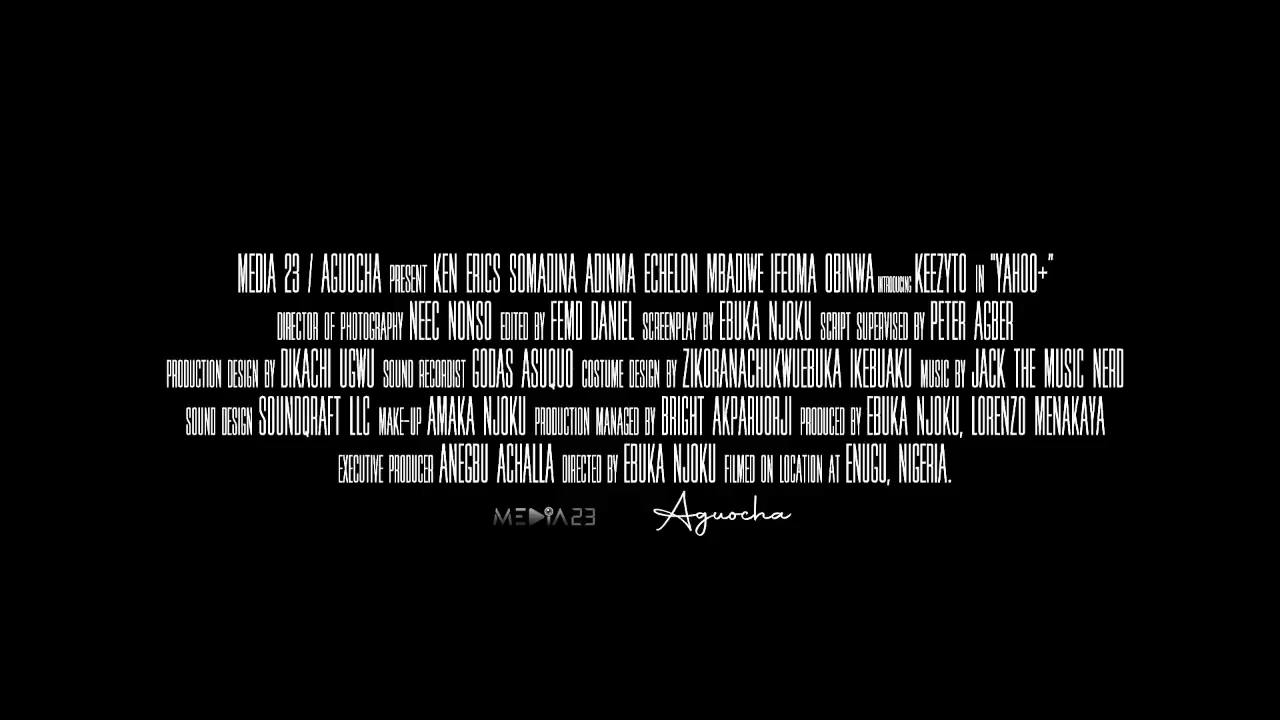 MEDIA 23 / AGUOCHA PRESENT KEN ERICS SOMADINA ADINMA ECHELON MBADIWE IFEOMA OBINWA INTRODUCING KEEZYTO IN "YAHOO+"
DIRECTOR OF PHOTOGRAPHY NEEC NONSO EDITED BY FEMD DANIEL SCREENPLAY BY EBUKA NJOKU SCRIPT SUPERVISED BY PETER AGBER
PRODUCTION DESIGN BY DIKACHI UGWU SOUND RECORDIST GODAS ASUQUO COSTUME DESIGN BY ZIKORANACHUKWUEBUKA IKEBUAKU MUSIC BY JACK THE MUSIC NERD
SOUND DESIGN SOUNDQRAFT LLC MAKE-UP AMAKA NJOKU PRODUCTION MANAGED BY BRIGHT AKPARUORJI PRODUCED BY EBUKA NJOKU, LORENZO MENAKAYA
EXECUTIVE PRODUCER ANEGBU ACHALLA DIRECTED BY EBUKA NJOKU FILMED ON LOCATION AT ENUGU, NIGERIA.
MEDIA23 Aguocha